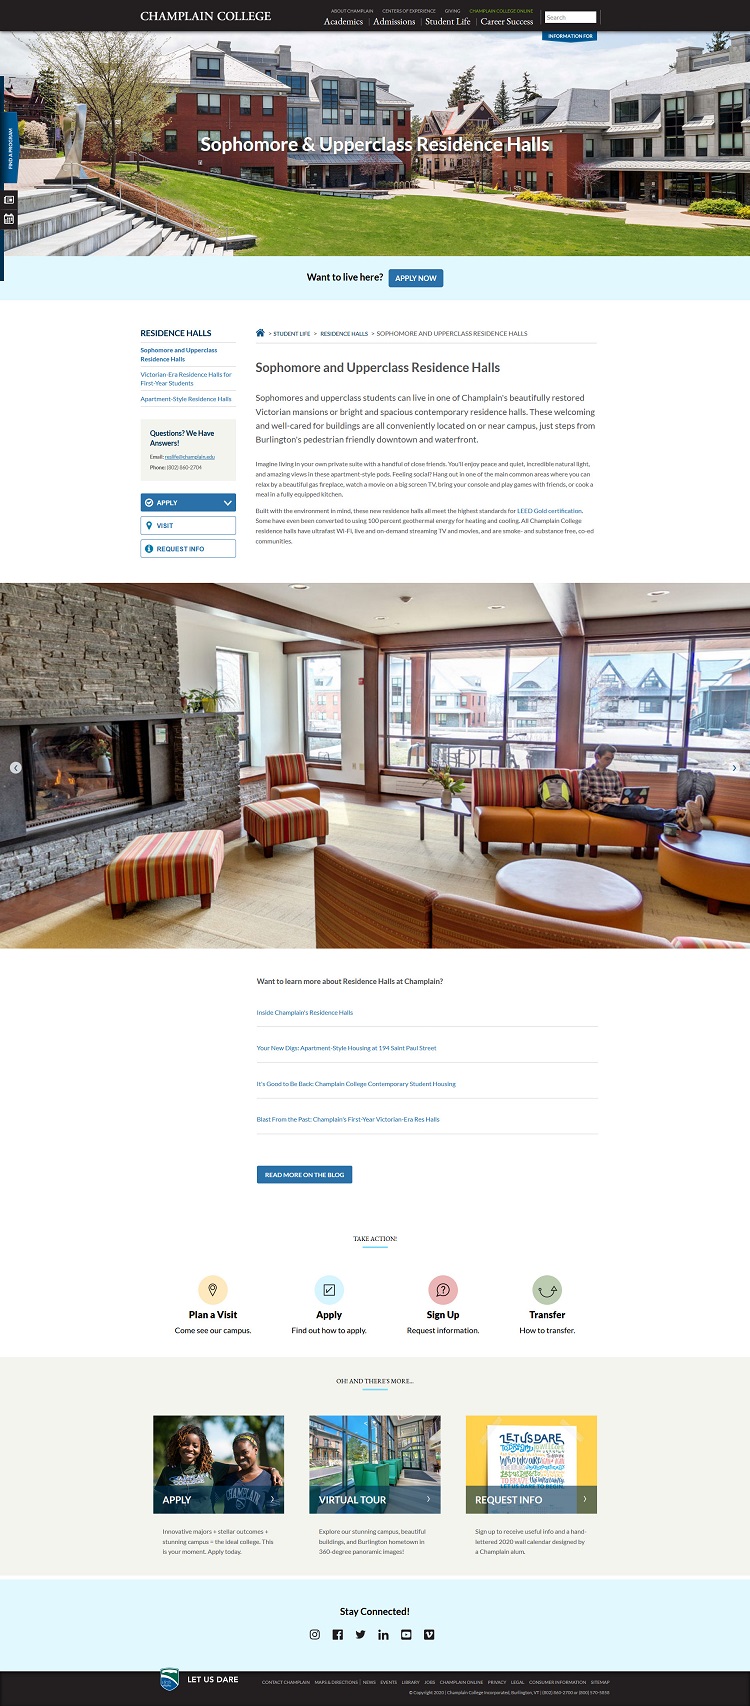 CHAMPLAIN COLLEGE
ABOUT CHAMPLAIN CENTERS OF EXPERIENCE GIVING CHAMPLAIN COLLEGE ONLINE
Academics Admissions Student Life Career Success
Search
INFORMATION FOR
FIND A PROGRAM
Sophomore & Upperclass Residence Halls
Want to live here? APPLY NOW
RESIDENCE HALLS
Sophomore and Upperclass
Residence Halls
Victorian-Era Residence Halls for
First-Year Students
Apartment-Style Residence Halls
Questions? We Have
Answers!
Email: reslife@champlain.edu
Phone: (802) 860-2704
APPLY
VISIT
REQUEST INFO
> STUDENT LIFE > RESIDENCE HALLS > SOPHOMORE AND UPPERCLASS RESIDENCE HALLS
Sophomore and Upperclass Residence Halls
Sophomores and upperclass students can live in one of Champlain's beautifully restored
Victorian mansions or bright and spacious contemporary residence halls. These welcoming
and well-cared for buildings are all conveniently located on or near campus, just steps from
Burlington's pedestrian friendly downtown and waterfront.
Imagine living in your own private suite with a handful of close friends. You'll enjoy peace and quiet, incredible natural light,
and amazing views in these apartment-style pods. Feeling social? Hang out in one of the main common areas where you can
relax by a beautiful gas fireplace, watch a movie on a big screen TV, bring your console and play games with friends, or cook a
meal in a fully equipped kitchen.
Built with the environment in mind, these new residence halls all meet the highest standards for LEED Gold certification.
Some have even been converted to using 100 percent geothermal energy for heating and cooling. All Champlain College
residence halls have ultrafast Wi-Fi, live and on-demand streaming TV and movies, and are smoke- and substance free, co-ed
communities.
Want to learn more about Residence Halls at Champlain?
Inside Champlain's Residence Halls
Your New Digs: Apartment-Style Housing at 194 Saint Paul Street
It's Good to Be Back: Champlain College Contemporary Student Housing
Blast From the Past: Champlain's First-Year Victorian-Era Res Halls
READ MORE ON THE BLOG
TAKE ACTION!
Plan a Visit
Come see our campus.
Apply
Find out how to apply.
Sign Up
Request information.
Transfer
How to transfer.
OH! AND THERE'S MORE...
CHAMPLAIN
APPLY
Innovative majors + stellar outcomes +
stunning campus = the ideal college. This
is your moment. Apply today.
VIRTUAL TOUR
Explore our stunning campus, beautiful
buildings, and Burlington hometown in
360-degree panoramic images!
LET US DARE
WHO WE ARE
LET US DARE TO BEGIN.
REQUEST INFO
Sign up to receive useful info and a hand-
lettered 2020 wall calendar designed by
a Champlain alum.
Stay Connected!
LET US DARE
CONTACT CHAMPLAIN MAPS & DIRECTIONS | NEWS EVENTS LIBRARY JOBS CHAMPLAIN ONLINE PRIVACY LEGAL CONSUMER INFORMATION SITEMAP
© Copyright 2020 | Champlain College Incorporated, Burlington, VT | (802) 860-2700 or (800) 570-5858